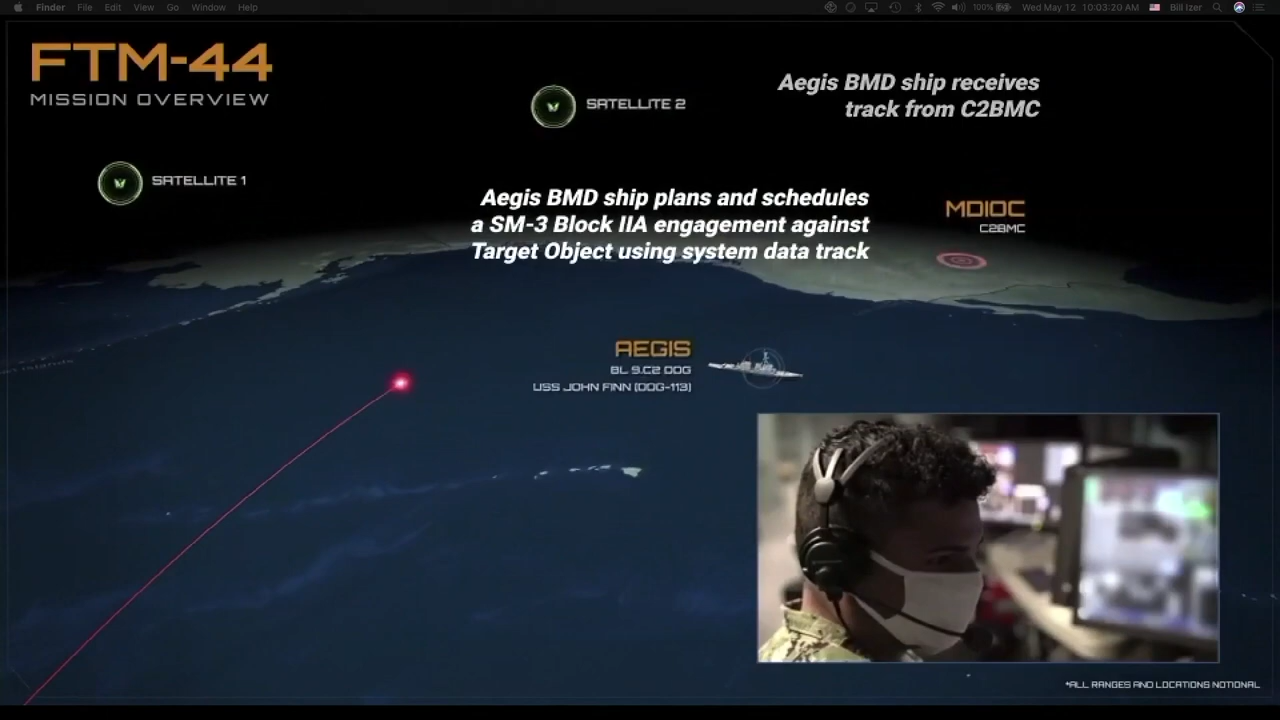 Finder File Edit View Go Window Help 100% Wed May 12 10:03:20 AM Bill Izer
FTM-44
MISSION OVERVIEW
SATELLITE 2
Aegis BMD ship receives
track from C2BMC
SATELLITE 1
Aegis BMD ship plans and schedules
a SM-3 Block IIA engagement against
Target Object using system data track
MDIOC
C2BMC
AEGIS
BL 9.C2 DDG
USS JOHN FINN (DDG-113)
*ALL RANGES AND LOCATIONS NOTIONAL